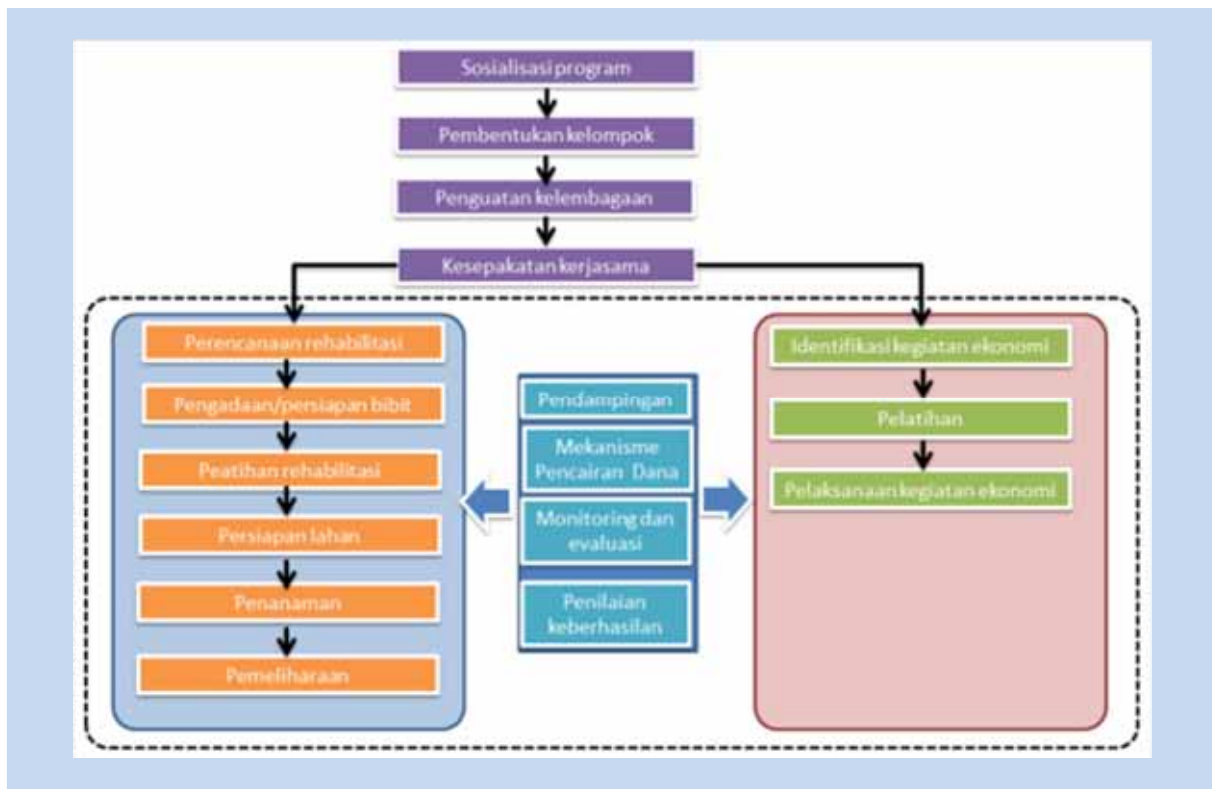 Sosialisasi program
Pembentukan kelompok
Penguatan kelembagaan
Kesepakatan kerjasama
Perencanaan rehabilitasi
Pengadaan/persiapan bibit
Peatihan rehabilitasi
Persiapan lahan
Penanaman
Pemeliharaan
Pendampingan
Mekanisme
Pencairan Dana
Monitoring dan
evaluasi
Penilaian
keberhasilan
Identifikasi kegiatan ekonomi
Pelatihan
Pelaksanaan kegiatan ekonomi